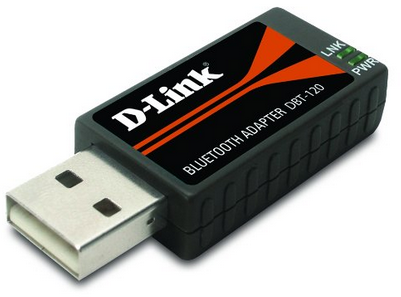 D-Link
BLUETOOTH ADAPTER DBT-120
LNK
PWR